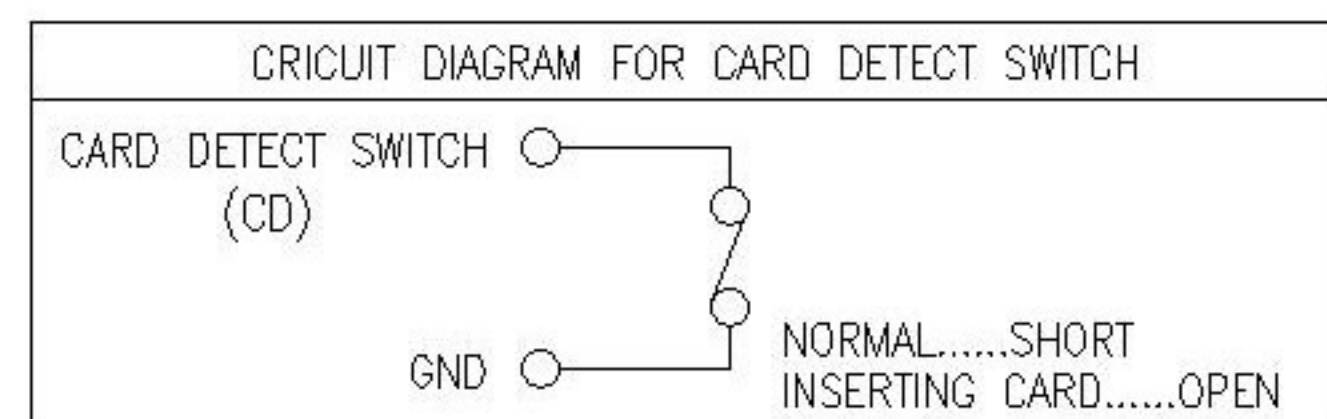 CRICUIT DIAGRAM FOR CARD DETECT SWITCH
CARD DETECT SWITCH
(CD)
GND
NORMAL......SHORT
INSERTING CARD......OPEN